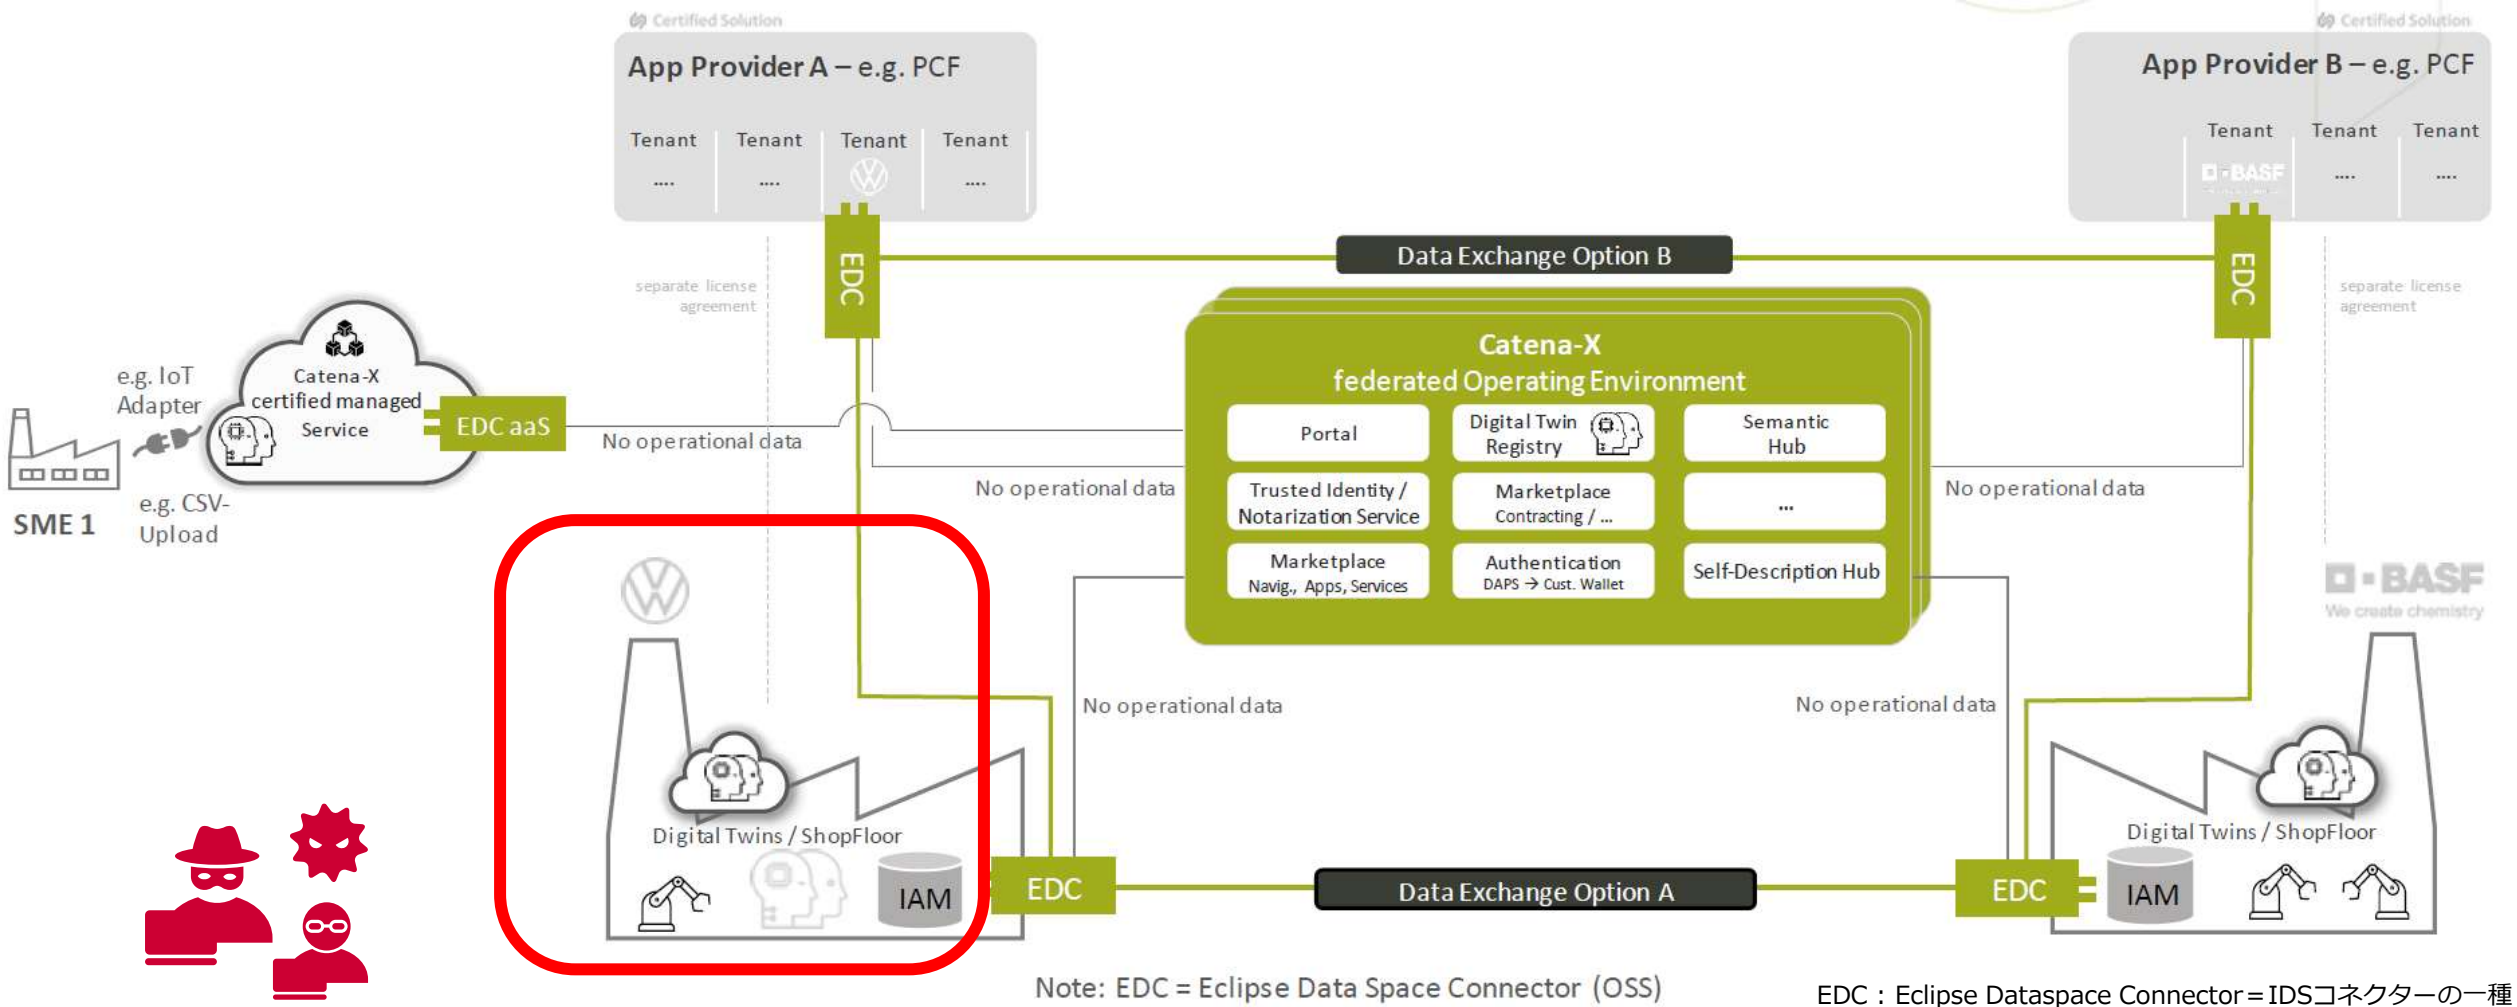 Certified Solution
App Provider A – e.g. PCF
Tenant Tenant Tenant Tenant
.... .... ....
EDC
separate license
agreement
Certified Solution
App Provider B – e.g. PCF
Tenant Tenant Tenant
BASF .... ....
EDC
separate license
agreement
Data Exchange Option B
Catena-X
federated Operating Environment
Portal
Digital Twin
Registry
Semantic
Hub
Trusted Identity /
Notarization Service
Marketplace
Contracting / ...
...
Marketplace
Navig., Apps, Services
Authentication
DAPS → Cust. Wallet
Self-Description Hub
e.g. IoT
Adapter
Catena-X
certified managed
Service
EDC aaS
SME 1
e.g. CSV-
Upload
No operational data
No operational data
No operational data
No operational data
No operational data
BASF
We create chemistry
Digital Twins / ShopFloor
IAM
EDC
Data Exchange Option A
EDC
Digital Twins / ShopFloor
IAM
Note: EDC = Eclipse Data Space Connector (OSS)
EDC：Eclipse Dataspace Connector＝IDSコネクターの一種